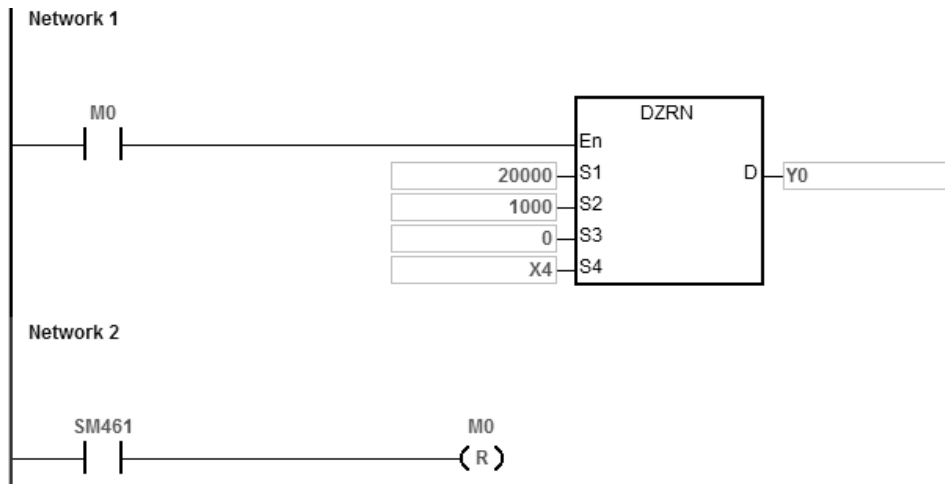 Network 1
M0
DZRN
En
20000 S1 D Y0
1000 S2
0 S3
X4 S4
Network 2
SM461 M0
R